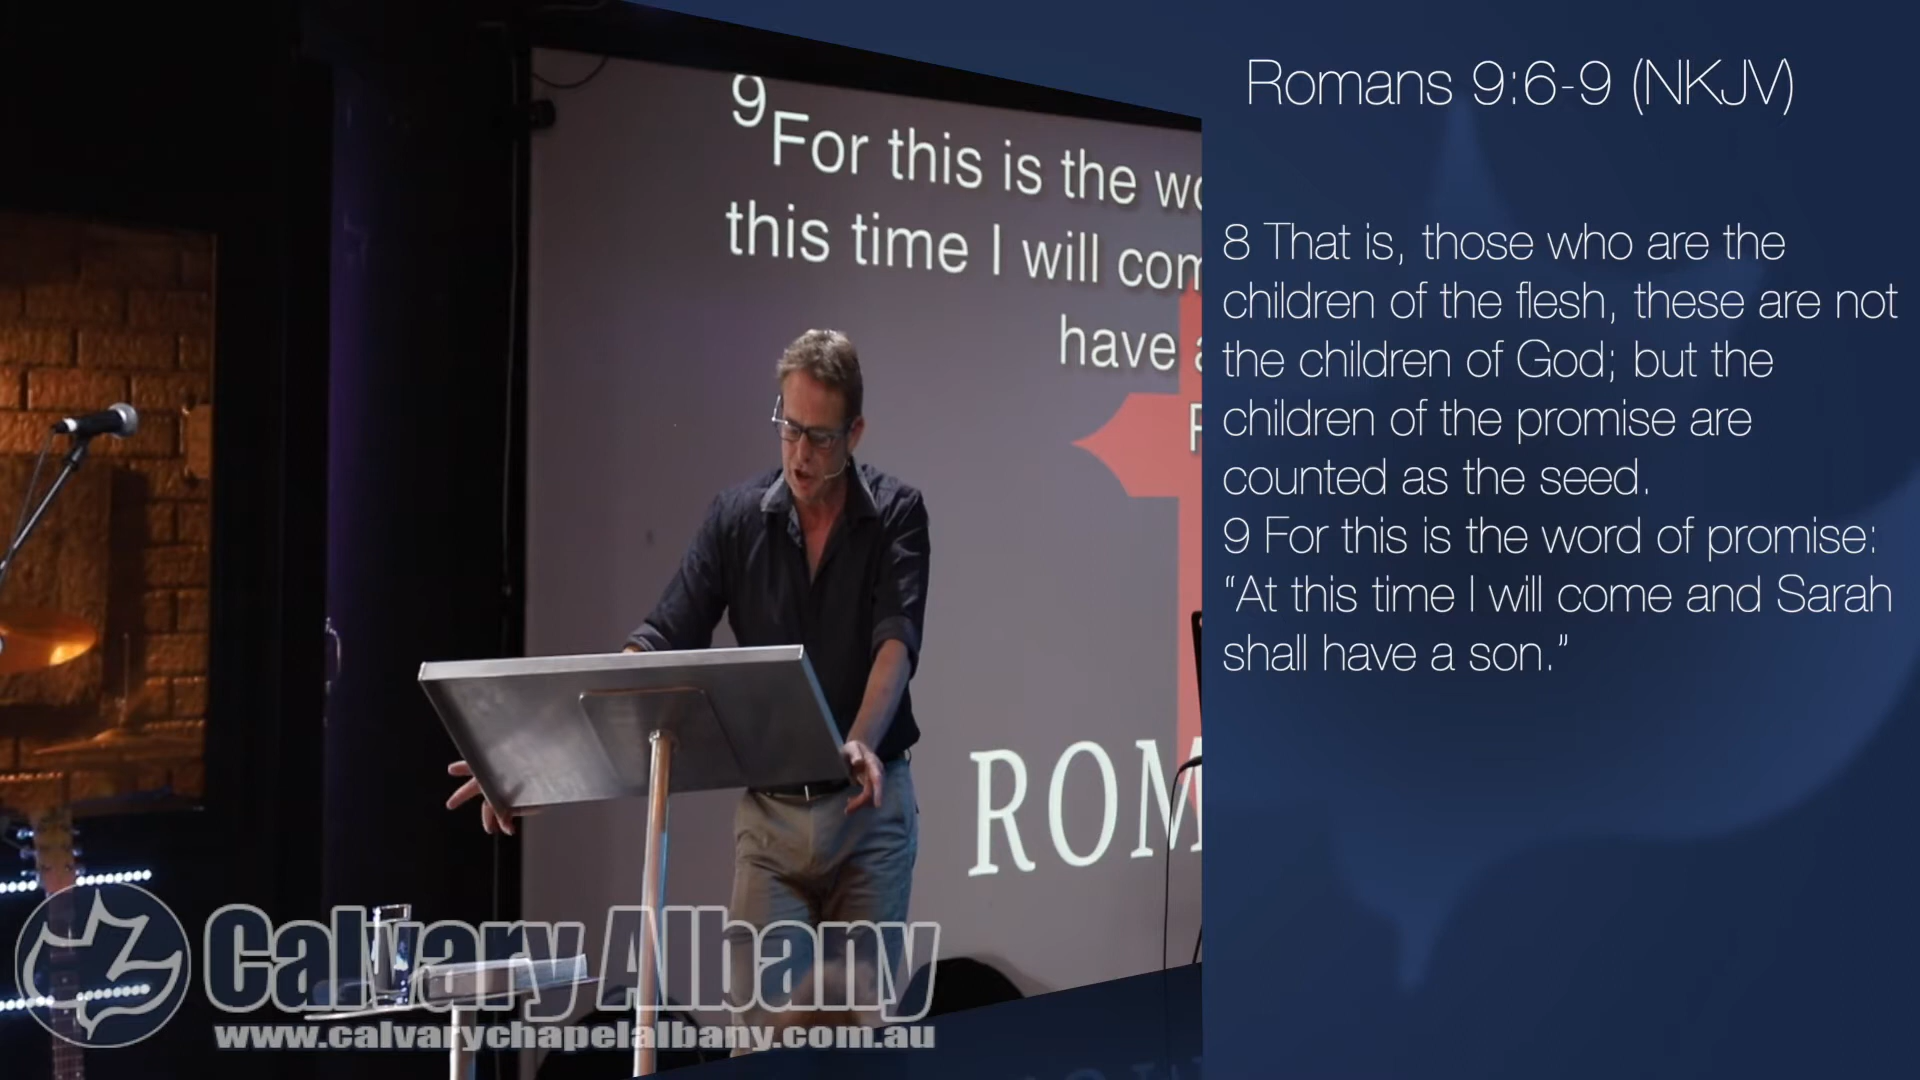 9 For this is the
this time I will
have
ROM
Romans 9:6-9 (NKJV)
8 That is, those who are the
children of the flesh, these are not
the children of God; but the
children of the promise are
counted as the seed.
9 For this is the word of promise:
“At this time I will come and Sarah
shall have a son.”
Calvary Albany
www.calvarychapelalbany.com.au